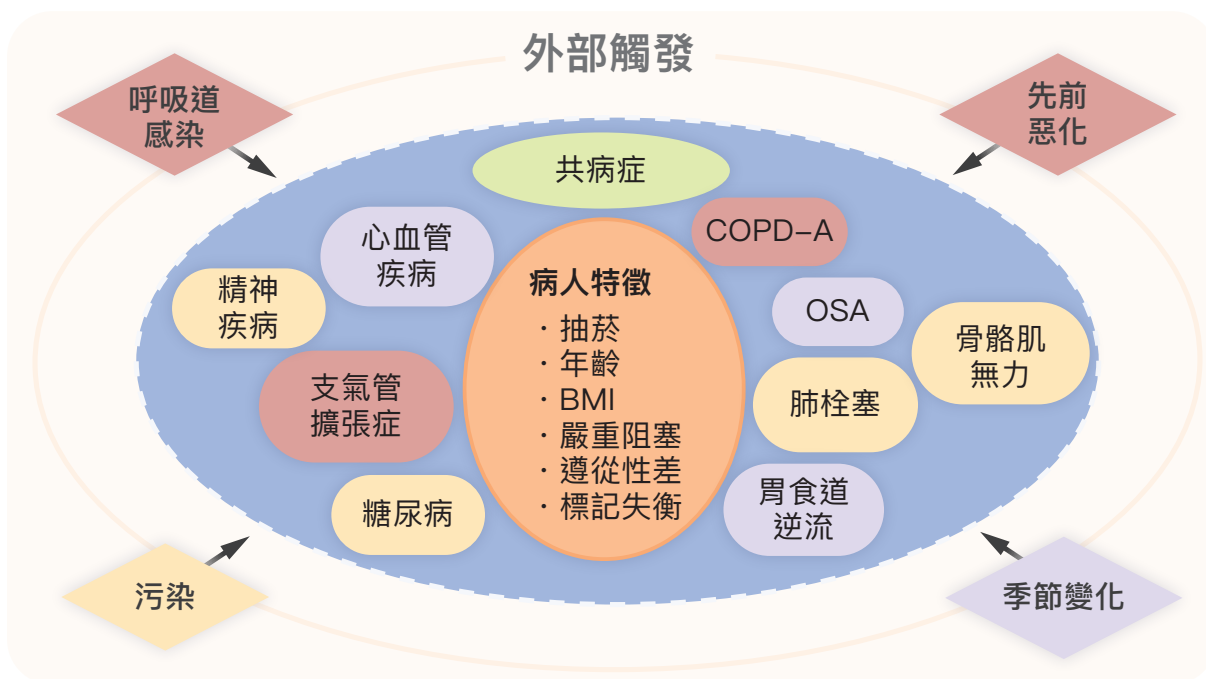 外部觸發
呼吸道
感染
先前
惡化
共病症
心血管
疾病
COPD–A
精神
疾病
病人特徵
·抽菸
·年齡
·BMI
·嚴重阻塞
·遵從性差
·標記失衡
OSA
骨骼肌
無力
支氣管
擴張症
肺栓塞
糖尿病
胃食道
逆流
污染
季節變化